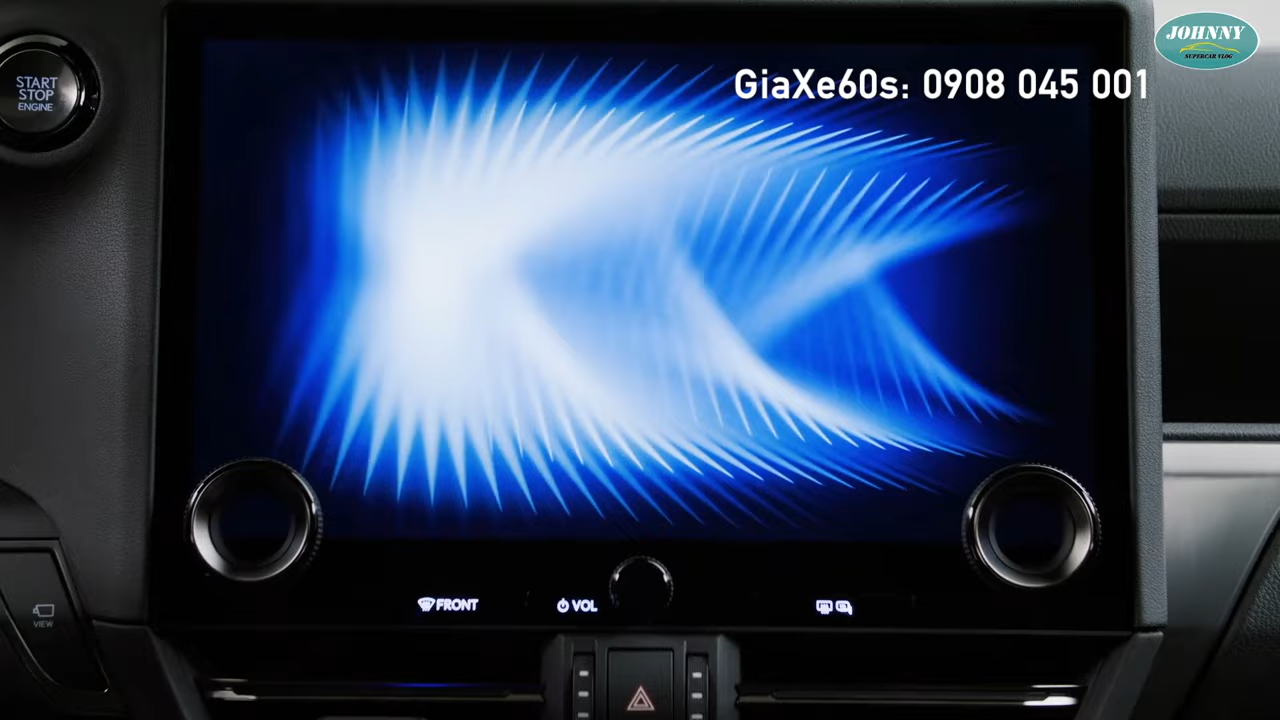 JOHNNY
SUPERCAR VLOG
GiaXe60s: 0908 045 001
START
STOP
ENGINE
FRONT
VOL
VIEW